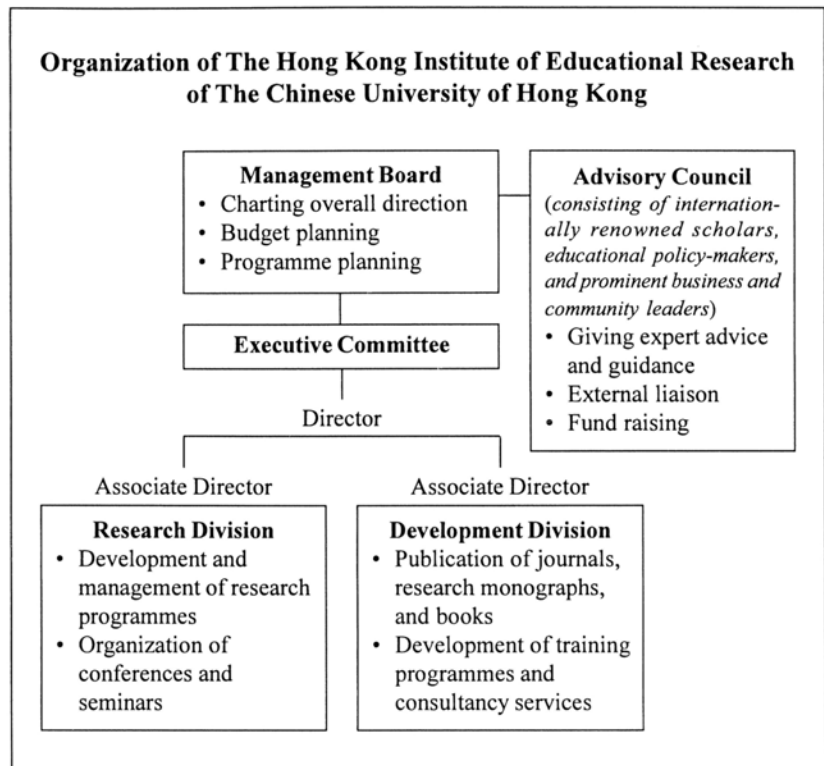 Organization of The Hong Kong Institute of Educational Research
of The Chinese University of Hong Kong
Management Board
• Charting overall direction
• Budget planning
• Programme planning
Advisory Council
(consisting of internation-
ally renowned scholars,
educational policy-makers,
and prominent business and
community leaders)
• Giving expert advice
and guidance
• External liaison
• Fund raising
Executive Committee
Director
Associate Director
Research Division
• Development and
management of research
programmes
• Organization of
conferences and
seminars
Associate Director
Development Division
• Publication of journals,
research monographs,
and books
• Development of training
programmes and
consultancy services